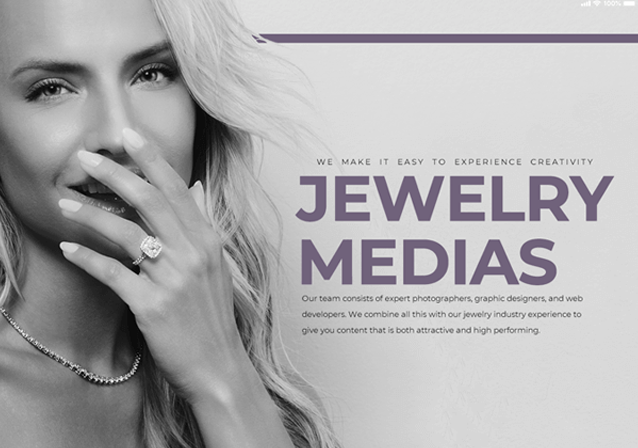 100%
WE MAKE IT EASY TO EXPERIENCE CREATIVITY
JEWELRY
MEDIAS
Our team consists of expert photographers, graphic designers, and web
developers. We combine all this with our jewelry industry experience to
give you content that is both attractive and high performing.